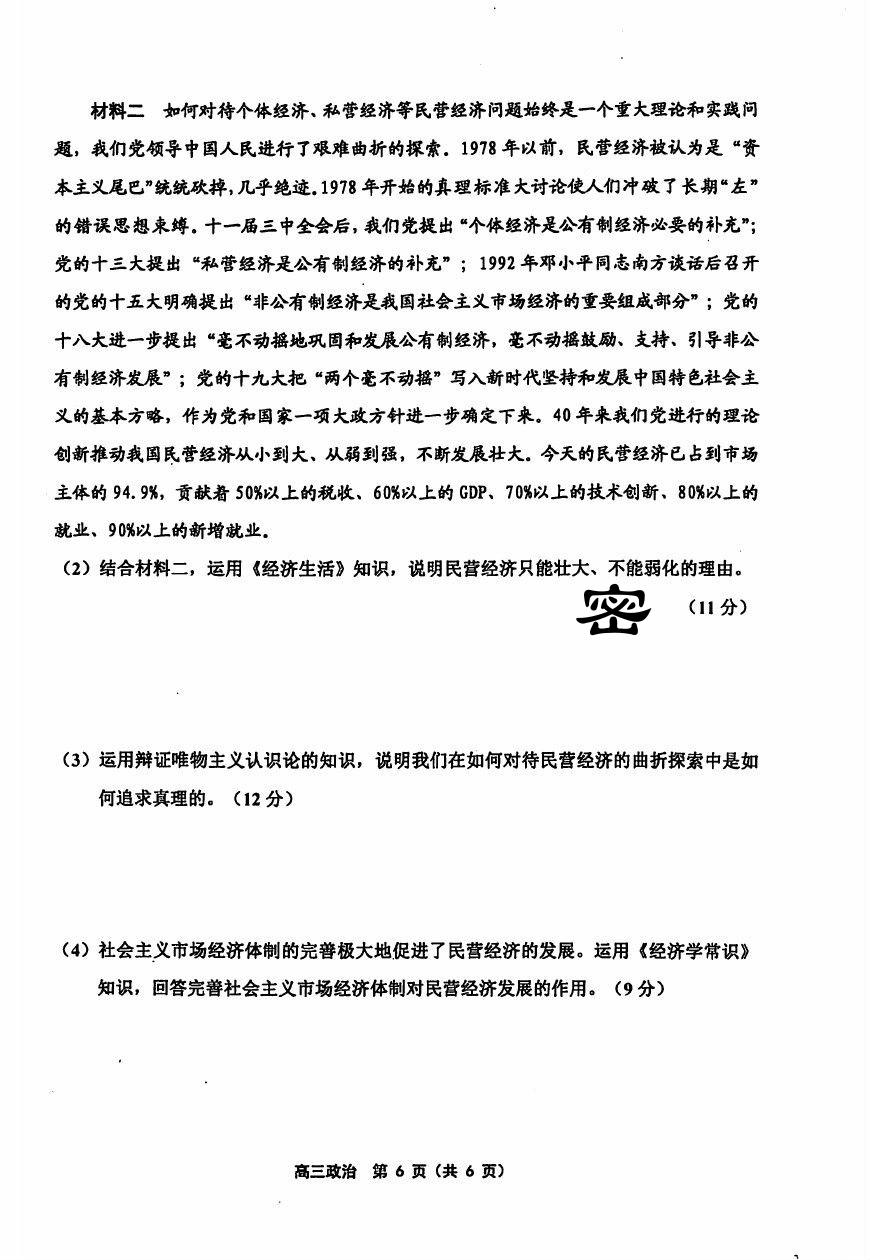 材料二　如何对待个体经济、私营经济等民营经济问题始终是一个重大理论和实践问
题，我们党领导中国人民进行了艰难曲折的探索．1978 年以前，民营经济被认为是“资
本主义尾巴”统统砍掉，几乎绝迹．1978 年开始的真理标准大讨论使人们冲破了长期“左”
的错误思想束缚。十一届三中全会后，我们党提出“个体经济是公有制经济必要的补充”；
党的十三大提出“私营经济是公有制经济的补充”；1992 年邓小平同志南方谈话后召开
的党的十五大明确提出“非公有制经济是我国社会主义市场经济的重要组成部分”；党的
十八大进一步提出“毫不动摇地巩固和发展公有制经济，毫不动摇鼓励、支持、引导非公
有制经济发展”；党的十九大把“两个毫不动摇”写入新时代坚持和发展中国特色社会主
义的基本方略，作为党和国家一项大政方针进一步确定下来。40 年来我们党进行的理论
创新推动我国民营经济从小到大、从弱到强，不断发展壮大．今天的民营经济已占到市场
主体的 94.9%，贡献着 50%以上的税收、60%以上的 GDP、70%以上的技术创新、80%以上的
就业、90%以上的新增就业．
（2）结合材料二，运用《经济生活》知识，说明民营经济只能壮大、不能弱化的理由。
密　（11 分）
（3）运用辩证唯物主义认识论的知识，说明我们在如何对待民营经济的曲折探索中是如
何追求真理的。（12 分）
（4）社会主义市场经济体制的完善极大地促进了民营经济的发展。运用《经济学常识》
知识，回答完善社会主义市场经济体制对民营经济发展的作用。（9 分）
高三政治　第 6 页（共 6 页）